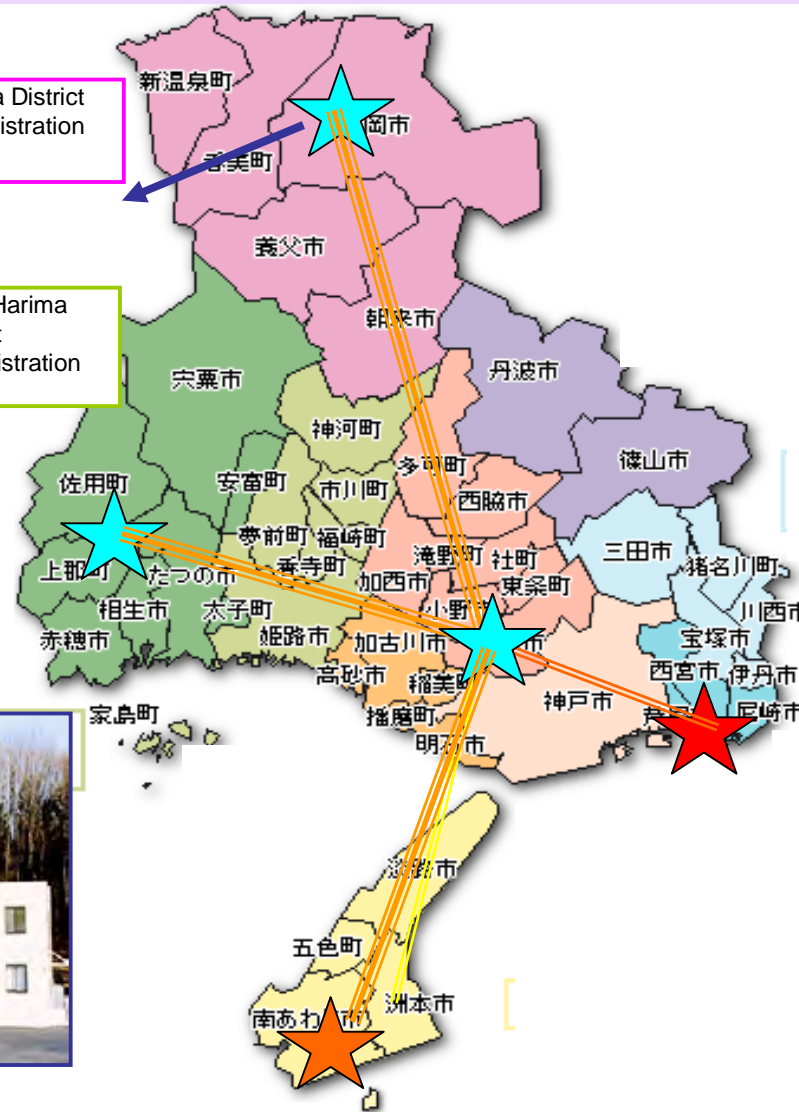 新温泉町
a District
istration
岡市
香美町
養父市
Harima
朝来市
istration
宍粟市
丹波市
神河町
多可町
篠山市
佐用町
安富町
市川町
西脇市
夢前町
福崎町
滝野町
社町
三田市
猪名川町
上郡町
たつの市
香寺町
加西市
東条町
相生市
太子町
小野市
川西市
赤穂市
姫路市
加古川市
市
宝塚市
高砂市
稲美町
神戸市
西宮市
伊丹市
家島町
播磨町
尼崎市
明石市
淡路市
五色町
洲本市
南あわ
市